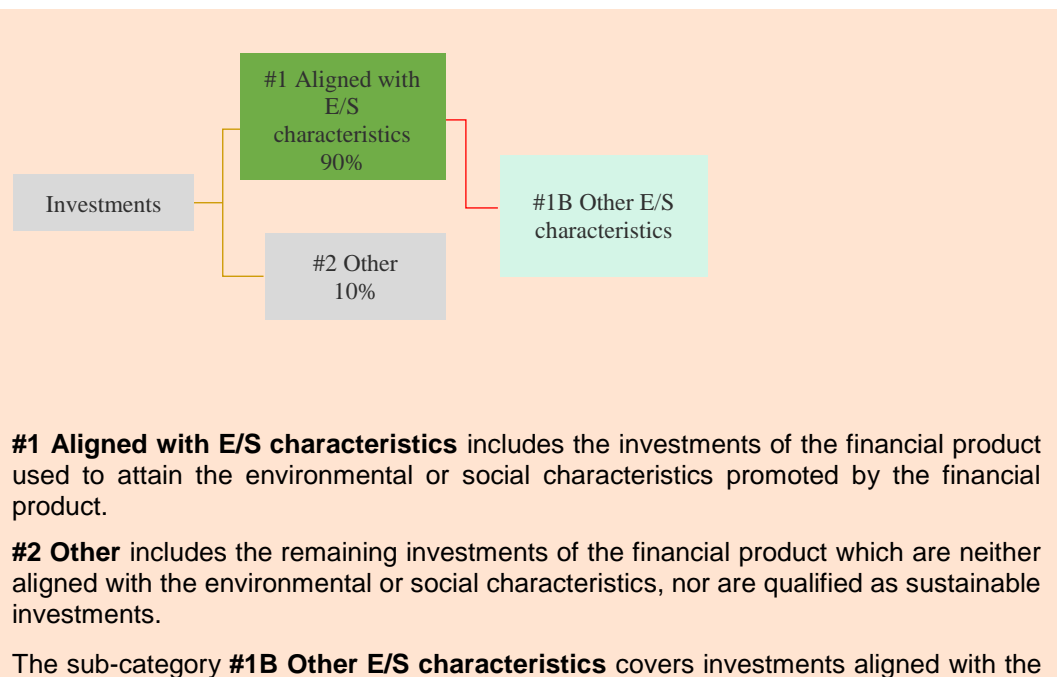 #1 Aligned with
E/S
characteristics
90%
Investments
#1B Other E/S
characteristics
#2 Other
10%
#1 Aligned with E/S characteristics includes the investments of the financial product
used to attain the environmental or social characteristics promoted by the financial
product.
#2 Other includes the remaining investments of the financial product which are neither
aligned with the environmental or social characteristics, nor are qualified as sustainable
investments.
The sub-category #1B Other E/S characteristics covers investments aligned with the